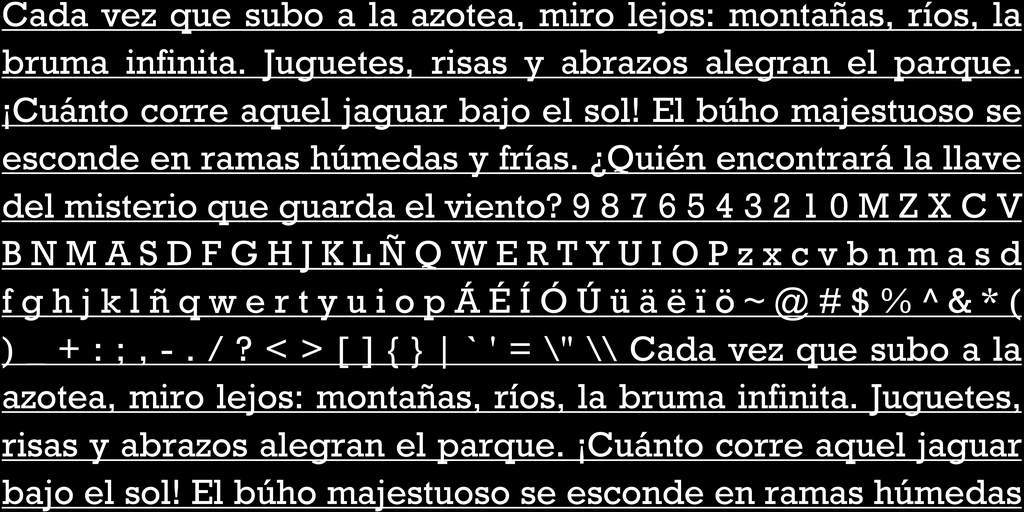 Cada vez que subo a la azotea, miro lejos: montañas, ríos, la
bruma infinita. Juguetes, risas y abrazos alegran el parque.
¡Cuánto corre aquel jaguar bajo el sol! El búho majestuoso se
esconde en ramas húmedas y frías. ¿Quién encontrará la llave
del misterio que guarda el viento? 9 8 7 6 5 4 3 2 1 0 M Z X C V
B N M A S D F G H J K L Ñ Q W E R T Y U I O P z x c v b n m a s d
f g h j k l ñ q w e r t y u i o p Á É Í Ó Ú ü ä ë ï ö ~ @ # $ % ^ & * (
) _ + : ; , - . / ? < > [ ] { } | ` ' = \" \\ Cada vez que subo a la
azotea, miro lejos: montañas, ríos, la bruma infinita. Juguetes,
risas y abrazos alegran el parque. ¡Cuánto corre aquel jaguar
bajo el sol! El búho majestuoso se esconde en ramas húmedas